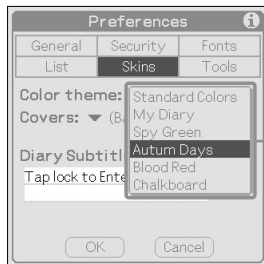 Preferences i
General Security Fonts
List Skins Tools
Color theme: Standard Colors
My Diary
Covers: (Ba
Spy Green
Autum Days
Diary Subtitl
Blood Red
Tap lock to Ente
Chalkboard
OK Cancel